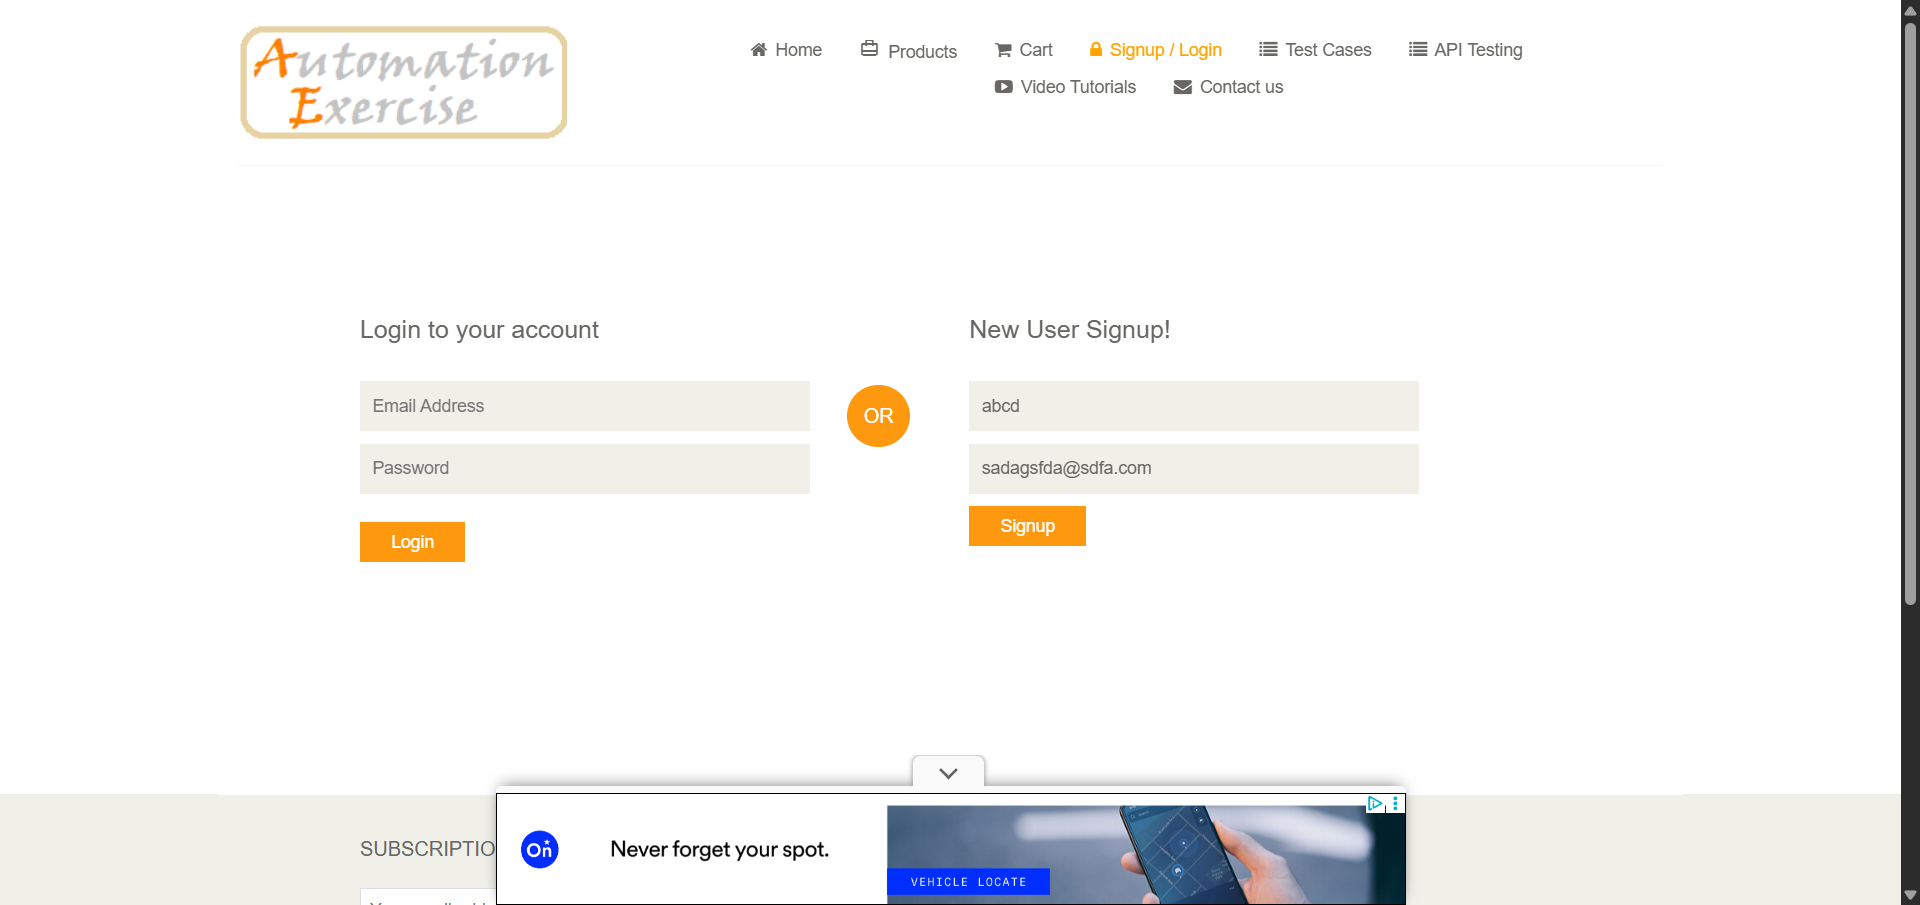 Automation
Exercise
Home
Products
Cart
Signup / Login
Test Cases
API Testing
Video Tutorials
Contact us
Login to your account
New User Signup!
Email Address
OR
abcd
Password
sadagsfda@sdfa.com
Login
Signup
SUBSCRIPTIO
On
Never forget your spot.
VEHICLE LOCATE